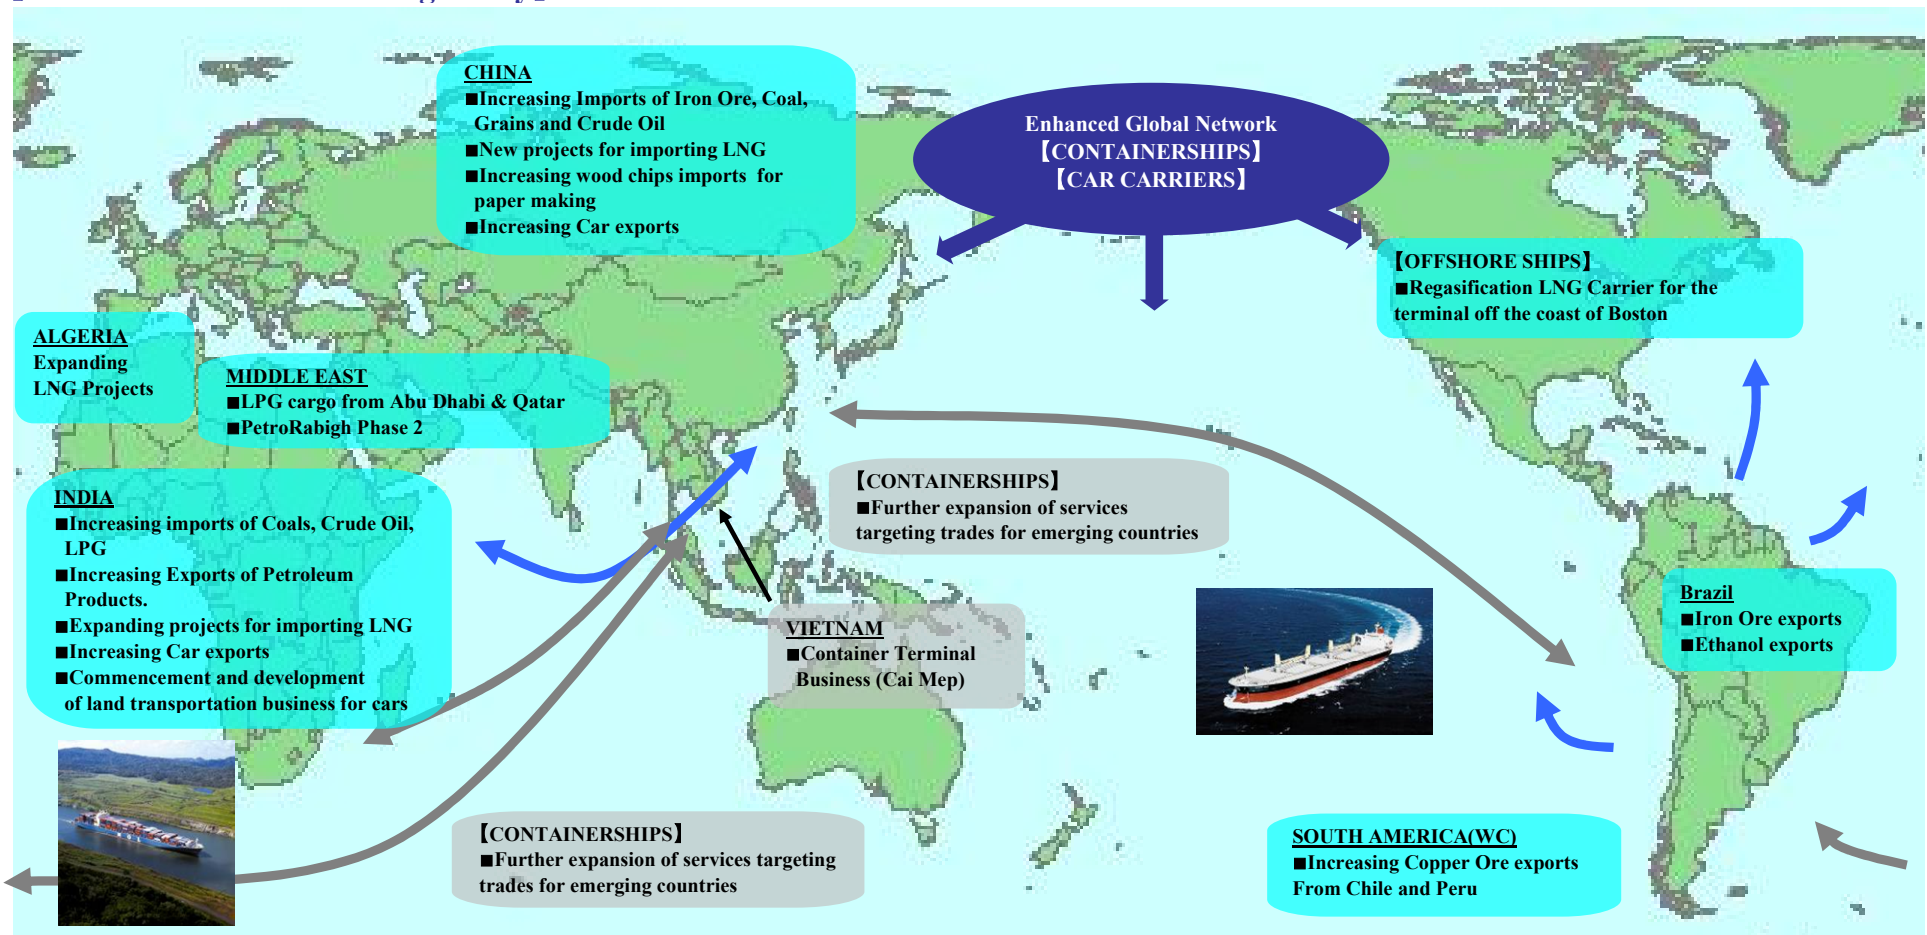 CHINA
■Increasing Imports of Iron Ore, Coal,
Grains and Crude Oil
■New projects for importing LNG
■Increasing wood chips imports for
paper making
■Increasing Car exports
Enhanced Global Network
【CONTAINERSHIPS】
【CAR CARRIERS】
【OFFSHORE SHIPS】
■Regasification LNG Carrier for the
terminal off the coast of Boston
ALGERIA
Expanding
LNG Projects
MIDDLE EAST
■LPG cargo from Abu Dhabi & Qatar
■PetroRabigh Phase 2
INDIA
■Increasing imports of Coals, Crude Oil,
LPG
■Increasing Exports of Petroleum
Products.
■Expanding projects for importing LNG
■Increasing Car exports
■Commencement and development
of land transportation business for cars
【CONTAINERSHIPS】
■Further expansion of services
targeting trades for emerging countries
VIETNAM
■Container Terminal
Business (Cai Mep)
Brazil
■Iron Ore exports
■Ethanol exports
【CONTAINERSHIPS】
■Further expansion of services targeting
trades for emerging countries
SOUTH AMERICA(WC)
■Increasing Copper Ore exports
From Chile and Peru